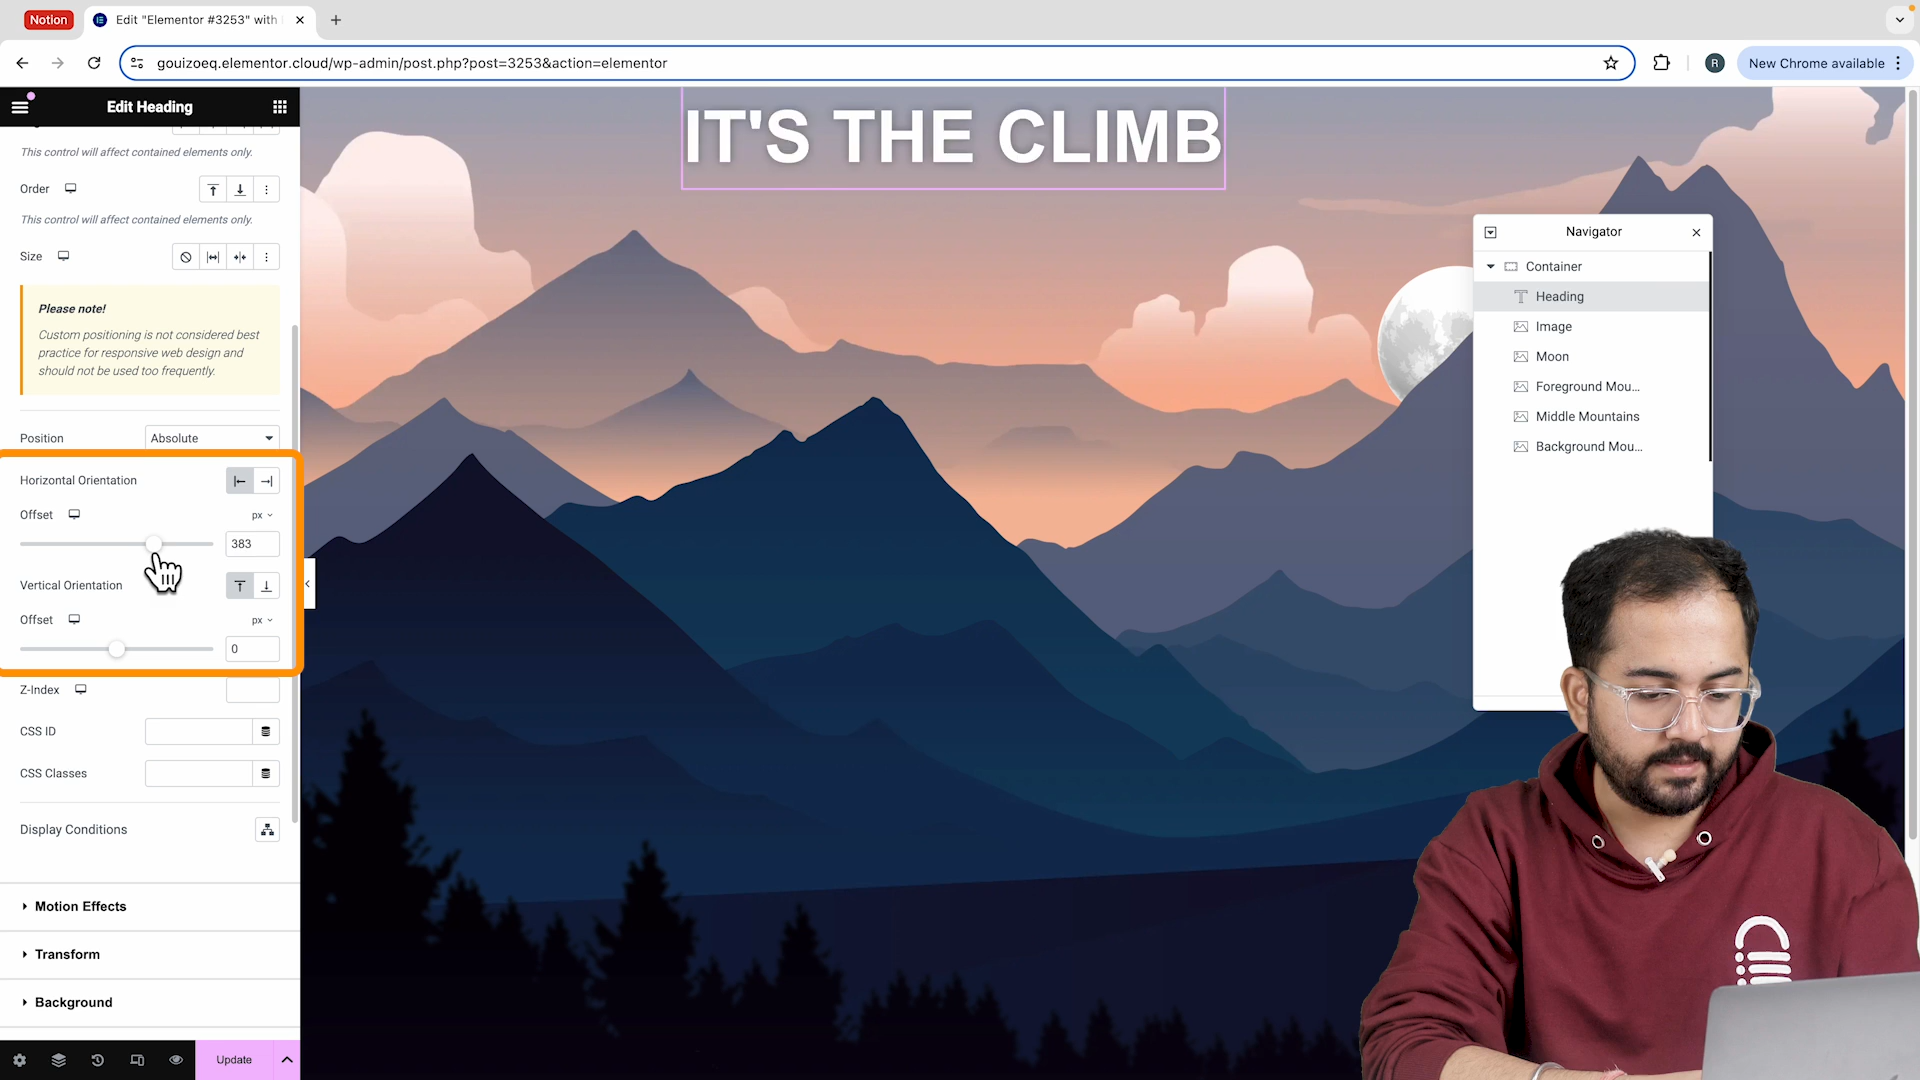 Notion
Edit "Elementor #3253" with
gouizoeq.elementor.cloud/wp-admin/post.php?post=3253&action=elementor
R
New Chrome available
Edit Heading
This control will affect contained elements only.
Order
This control will affect contained elements only.
Size
Please note!
Custom positioning is not considered best
practice for responsive web design and
should not be used too frequently.
Position
Absolute
Horizontal Orientation
Offset
px
383
Vertical Orientation
Offset
px
0
Z-Index
CSS ID
CSS Classes
Display Conditions
Motion Effects
Transform
Background
Update
IT'S THE CLIMB
Navigator
Container
Heading
Image
Moon
Foreground Mou...
Middle Mountains
Background Mou...